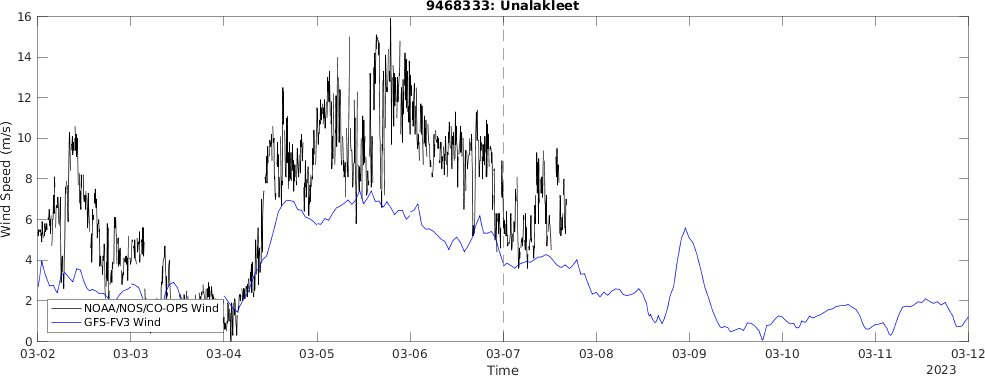 9468333: Unalakleet
16
14
12
10
8
6
4
2
0
Wind Speed (m/s)
NOAA/NOS/CO-OPS Wind
GFS-FV3 Wind
03-02 03-03 03-04 03-05 03-06 03-07 03-08 03-09 03-10 03-11 03-12
Time
2023